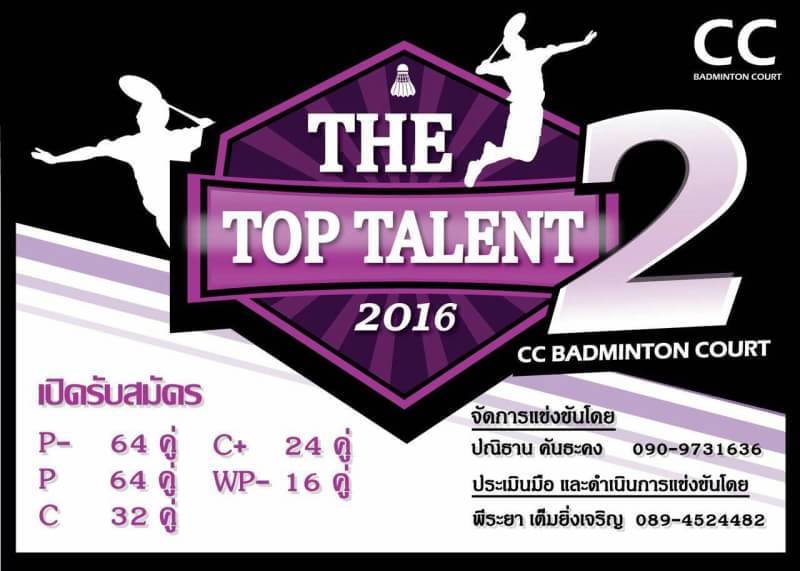 CC
BADMINTON COURT
THE
TOP TALENT
2
2016
CC BADMINTON COURT
เปิดรับสมัคร
P- 64 คู่
P 64 คู่
C 32 คู่
C+ 24 คู่
WP- 16 คู่
จัดการแข่งขันโดย
ปณิธาน คันธะคง 090-9731636
ประเมินมือ และดำเนินการแข่งขันโดย
พีระยา เต็มยิ่งเจริญ 089-4524482